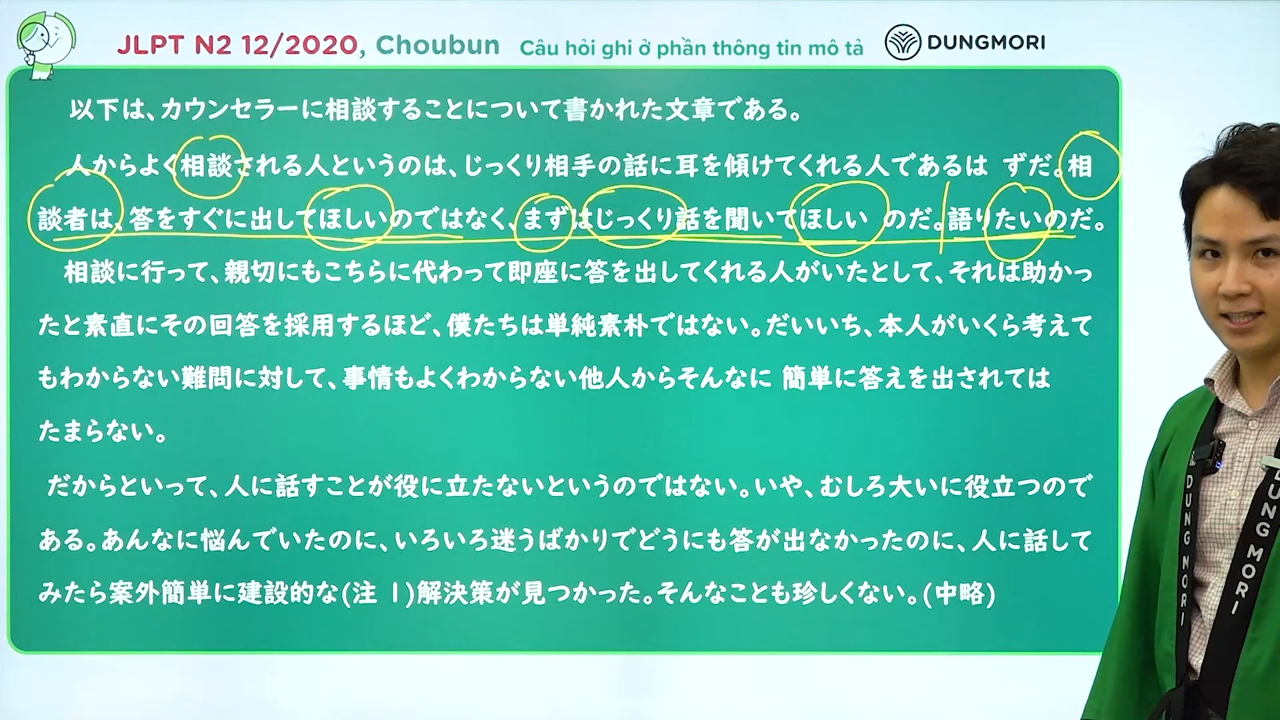 JLPT N2 12/2020, Choubun Câu hỏi ghi ở phần thông tin mô tả DUNGMORI
以下は、カウンセラーに相談することについて書かれた文章である。
人からよく相談される人というのは、じっくり相手の話に耳を傾けてくれる人であるは ずだ。相
談者は、答をすぐに出してほしいのではなく、まずはじっくり話を聞いてほしい のだ。語りたいのだ。
相談に行って、親切にもこちらに代わって即座に答を出してくれる人がいたとして、それは助かっ
たと素直にその回答を採用するほど、僕たちは単純素朴ではない。だいいち、本人がいくら考えて
もわからない難問に対して、事情もよくわからない他人からそんなに 簡単に答えを出されては
たまらない。
だからといって、人に話すことが役に立たないというのではない。いや、むしろ大いに役立つので
ある。あんなに悩んでいたのに、いろいろ迷うばかりでどうにも答が出なかったのに、人に話して
みたら案外簡単に建設的な(注 1)解決策が見つかった。そんなことも珍しくない。(中略)
DUNG MORI
DUNG MORI